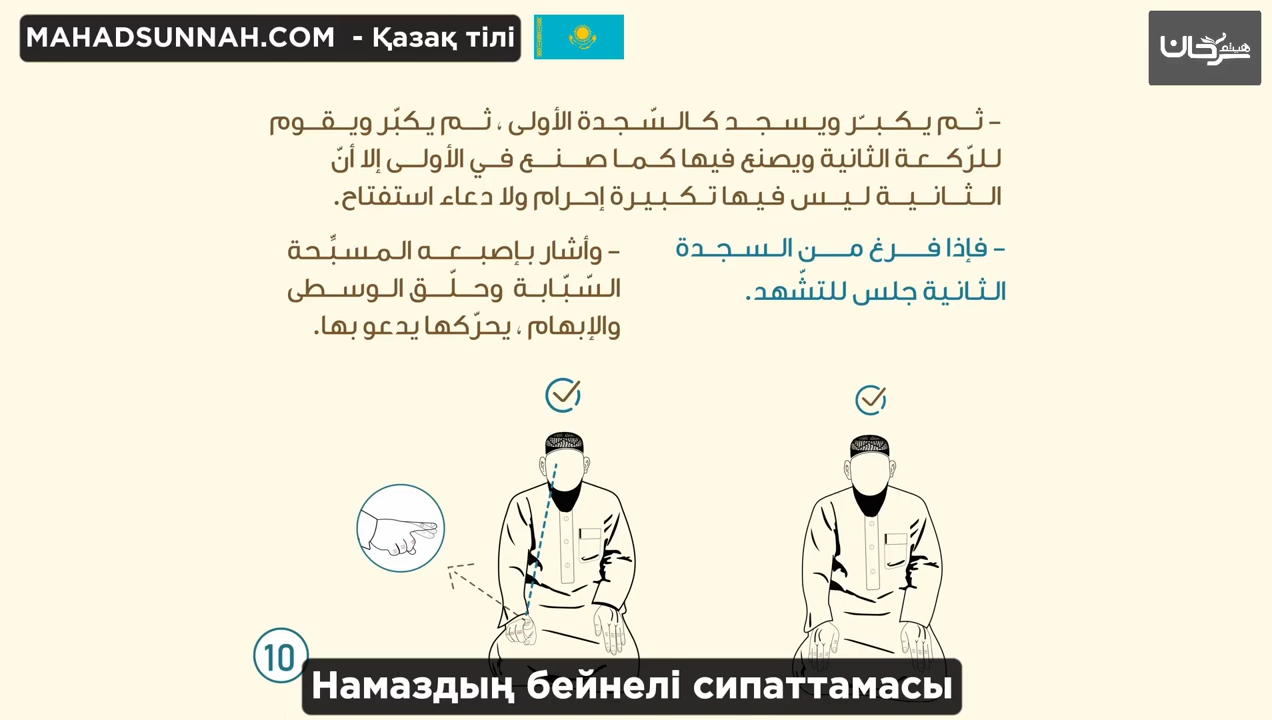 MAHADSUNNAH.COM - Қазақ тілі
هيثم سرحان
- ثم يكبّر ويسجد كالسّجدة الأولى، ثم يكبّر ويقوم
للرّكعة الثانية ويصنع فيها كما صنع في الأولى إلا أنّ
الثانية ليس فيها تكبيرة إحرام ولا دعاء استفتاح.
- فإذا فرغ من السجدة
الثانية جلس للتشّهد.
- وأشار بإصبعه المسبِّحة
السّبّابة وحلّق الوسطى
والإبهام، يحرّكها يدعو بها.
10
Намаздың бейнелі сипаттамасы